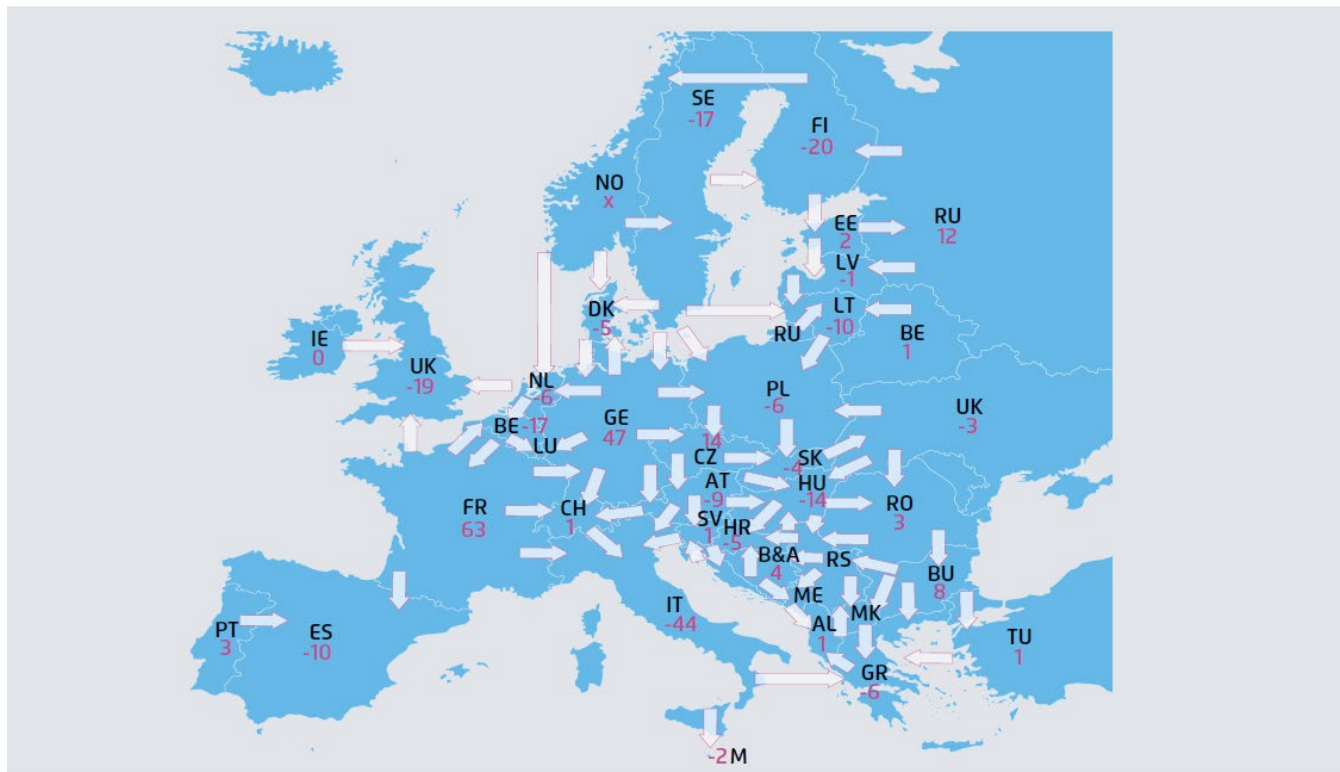 SE
-17
FI
-20
NO
x
RU
12
EE
2
LV
-1
DK
-5
LT
-10
RU
BE
1
IE
0
UK
-19
NL
-6
PL
-6
UK
-3
BE -17
GE
47
LU
14
CZ
SK
-4
AT
-9
HU
-14
RO
3
FR
63
CH
1
SV
1
HR
-5
B&A
4
RS
BU
8
ME
MK
IT
-44
AL
1
PT
3
ES
-10
TU
1
GR
-6
-2 M